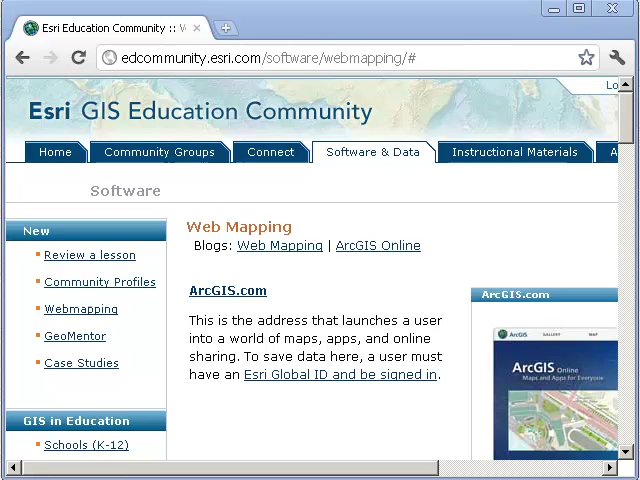 Esri Education Community :: W
edcommunity.esri.com/software/webmapping/#
Lo
Esri GIS Education Community
Home Community Groups Connect Software & Data Instructional Materials A
Software
New
Review a lesson
Community Profiles
Webmapping
GeoMentor
Case Studies
GIS in Education
Schools (K-12)
Web Mapping
Blogs: Web Mapping | ArcGIS Online
ArcGIS.com
This is the address that launches a user
into a world of maps, apps, and online
sharing. To save data here, a user must
have an Esri Global ID and be signed in.
ArcGIS.com
ArcGIS GALLERY MAP
ArcGIS Online
Maps and Apps for Everyone